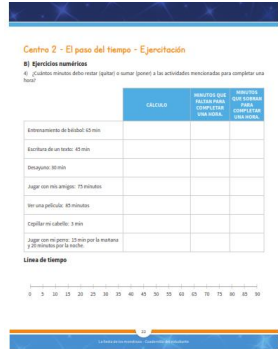 Centro 2 - El paso del tiempo - Ejercitación
B) Ejercicios numéricos
4) ¿Cuántos minutos debo restar (quitar) o sumar (poner) a las actividades mencionadas para completar una
hora?
CÁLCULO
MINUTOS QUE
FALTAN PARA
COMPLETAR
UNA HORA.
MINUTOS
QUE SOBRAN
PARA
COMPLETAR
UNA HORA.
Entrenamiento de béisbol: 65 min
Escritura de un texto: 45 min
Desayuno: 30 min
Jugar con mis amigos: 75 minutos
Ver una película: 85 minutos
Cepillar mi cabello: 3 min
Jugar con mi perro: 15 min por la mañana
y 20 minutos por la noche.
Línea de tiempo
0 5 10 15 20 25 30 35 40 45 50 55 60 65 70 75 80 85 90